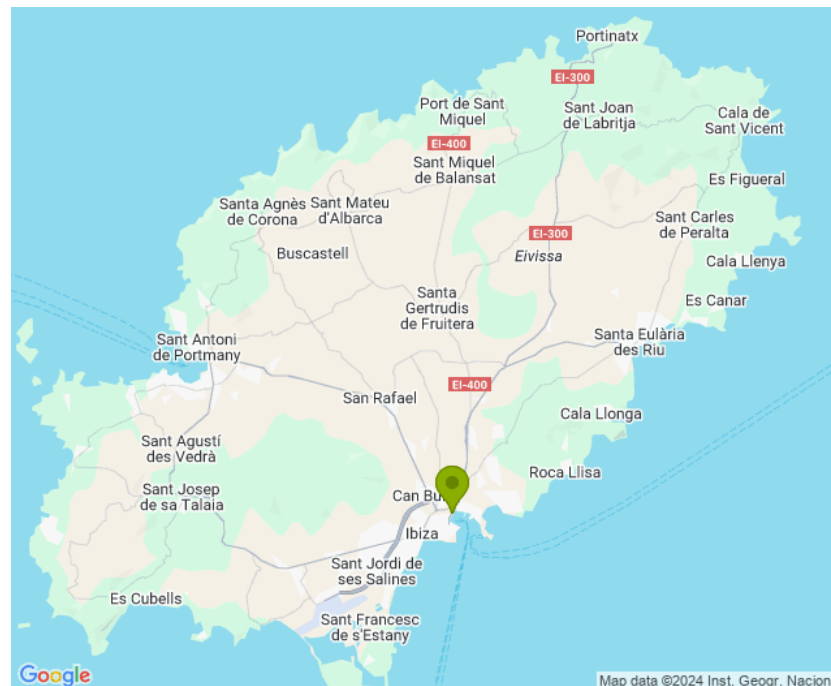 Portinatx
EI-300
Port de Sant
Miquel
Sant Joan
de Labritja
Cala de
Sant Vicent
EI-400
Sant Miquel
de Balansat
Es Figueral
Santa Agnès
de Corona
Sant Mateu
d'Albarca
Sant Carles
de Peralta
EI-300
Buscastell
Eivissa
Cala Llenya
Santa
Gertrudis
de Fruitera
Es Canar
Sant Antoni
de Portmany
Santa Eulària
des Riu
EI-400
San Rafael
Cala Llonga
Sant Agustí
des Vedrà
Roca Llisa
Sant Josep
de sa Talaia
Can Bu
Ibiza
Sant Jordi de
ses Salines
Es Cubells
Sant Francesc
de s'Estany
Google
Map data ©2024 Inst. Geogr. Nacion